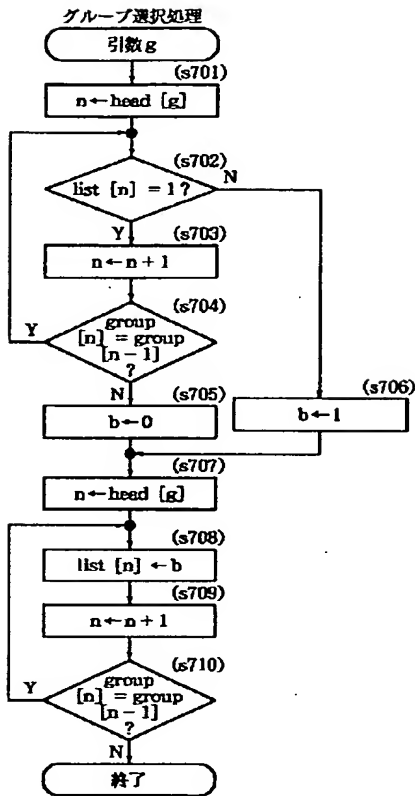 グループ選択処理
引数g
(s701)
n←head [g]
(s702)
list [n] = 1?
N
Y
(s703)
n←n+1
(s704)
group
[n] = group
[n-1]
?
Y
N
(s705)
b←0
(s706)
b←1
(s707)
n←head [g]
(s708)
list [n] ←b
(s709)
n←n+1
(s710)
group
[n] = group
[n-1]
?
Y
N
終了